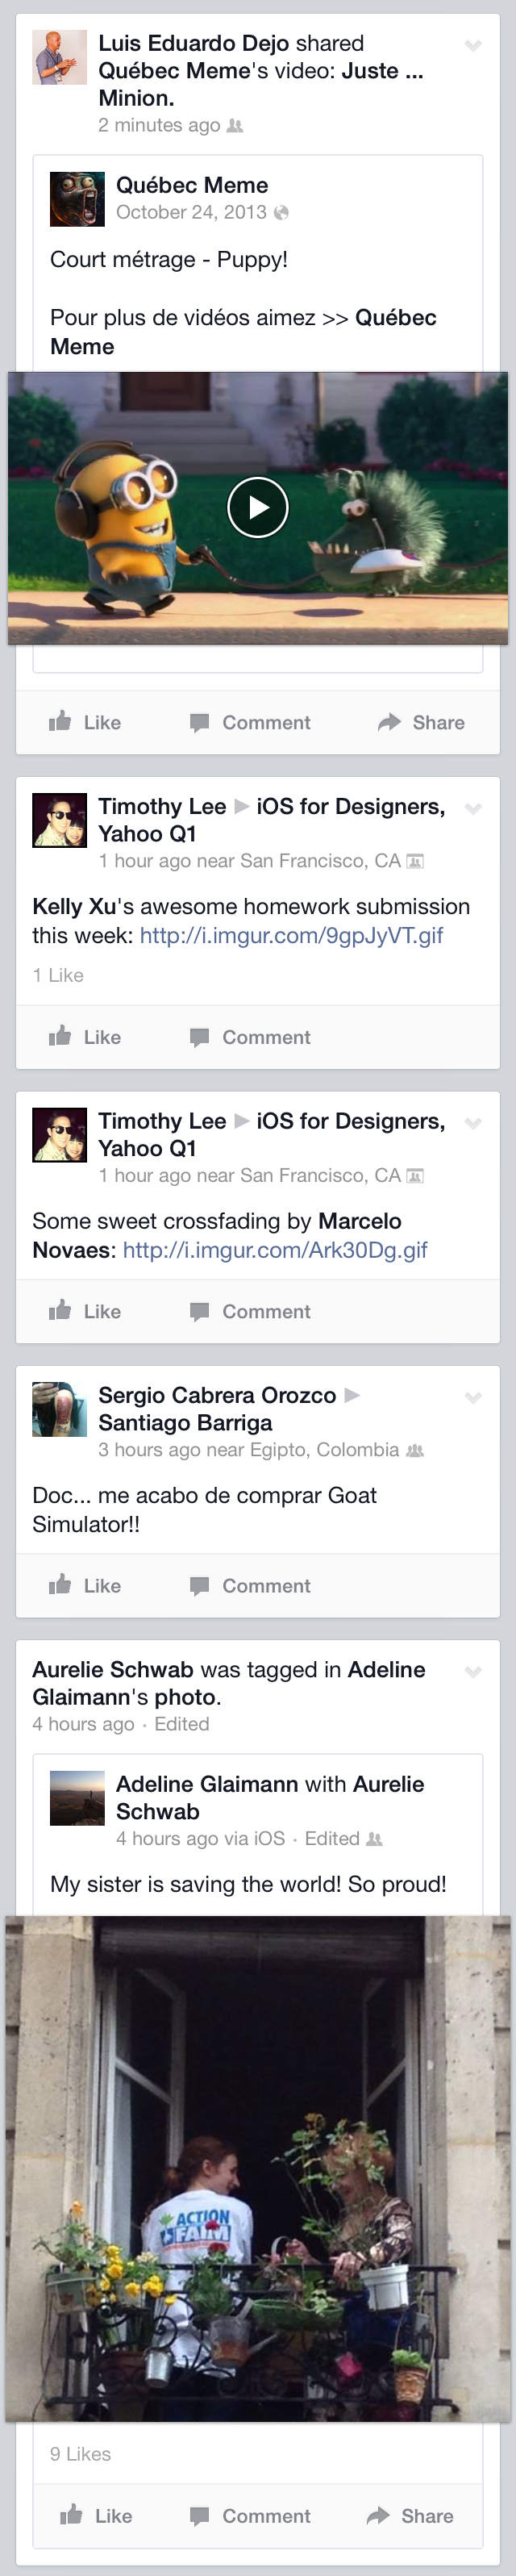 Luis Eduardo Dejo shared
Québec Meme's video: Juste ...
Minion.
2 minutes ago
Québec Meme
October 24, 2013
Court métrage - Puppy!
Pour plus de vidéos aimez >> Québec
Meme
Like Comment Share
Timothy Lee ▶ iOS for Designers,
Yahoo Q1
1 hour ago near San Francisco, CA
Kelly Xu's awesome homework submission
this week: http://i.imgur.com/9gpJyVT.gif
1 Like
Like Comment
Timothy Lee ▶ iOS for Designers,
Yahoo Q1
1 hour ago near San Francisco, CA
Some sweet crossfading by Marcelo
Novaes: http://i.imgur.com/Ark30Dg.gif
Like Comment
Sergio Cabrera Orozco ▶
Santiago Barriga
3 hours ago near Egipto, Colombia
Doc... me acabo de comprar Goat
Simulator!!
Like Comment
Aurelie Schwab was tagged in Adeline
Glaimann's photo.
4 hours ago · Edited
Adeline Glaimann with Aurelie
Schwab
4 hours ago via iOS · Edited
My sister is saving the world! So proud!
ACTION
FAIM
9 Likes
Like Comment Share